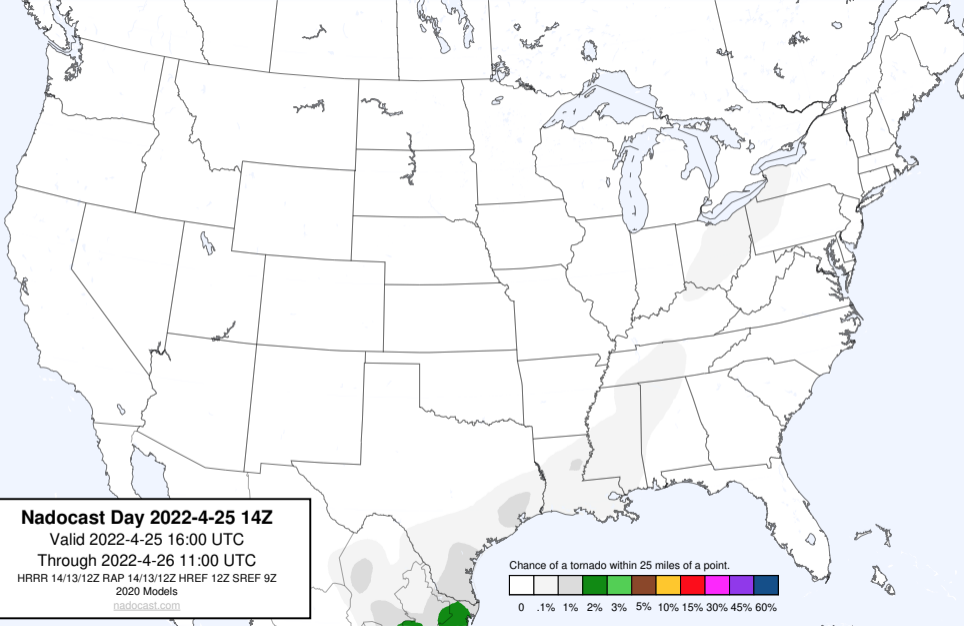 Nadocast Day 2022-4-25 14Z
Valid 2022-4-25 16:00 UTC
Through 2022-4-26 11:00 UTC
HRRR 14/13/12Z RAP 14/13/12Z HREF 12Z SREF 9Z
2020 Models
nadocast.com
Chance of a tornado within 25 miles of a point.
0 .1% 1% 2% 3% 5% 10% 15% 30% 45% 60%